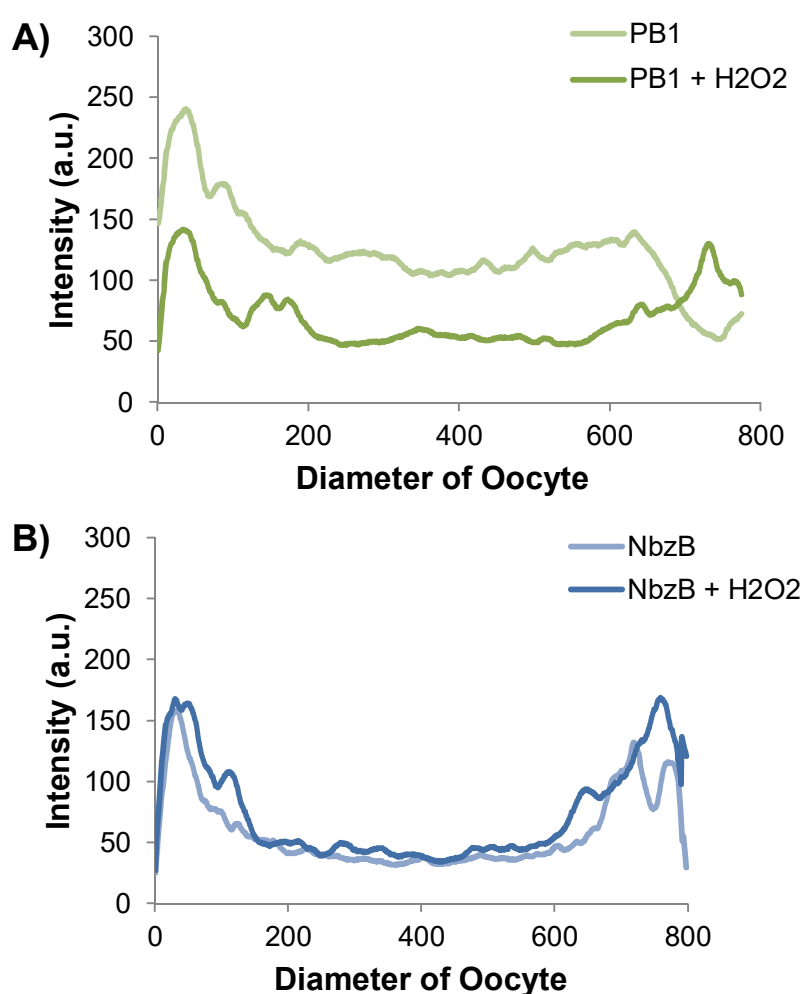 A)
PB1
PB1 + H2O2
300
250
200
150
100
50
0
Intensity (a.u.)
0 200 400 600 800
Diameter of Oocyte
B)
NbzB
NbzB + H2O2
300
250
200
150
100
50
0
Intensity (a.u.)
0 200 400 600 800
Diameter of Oocyte